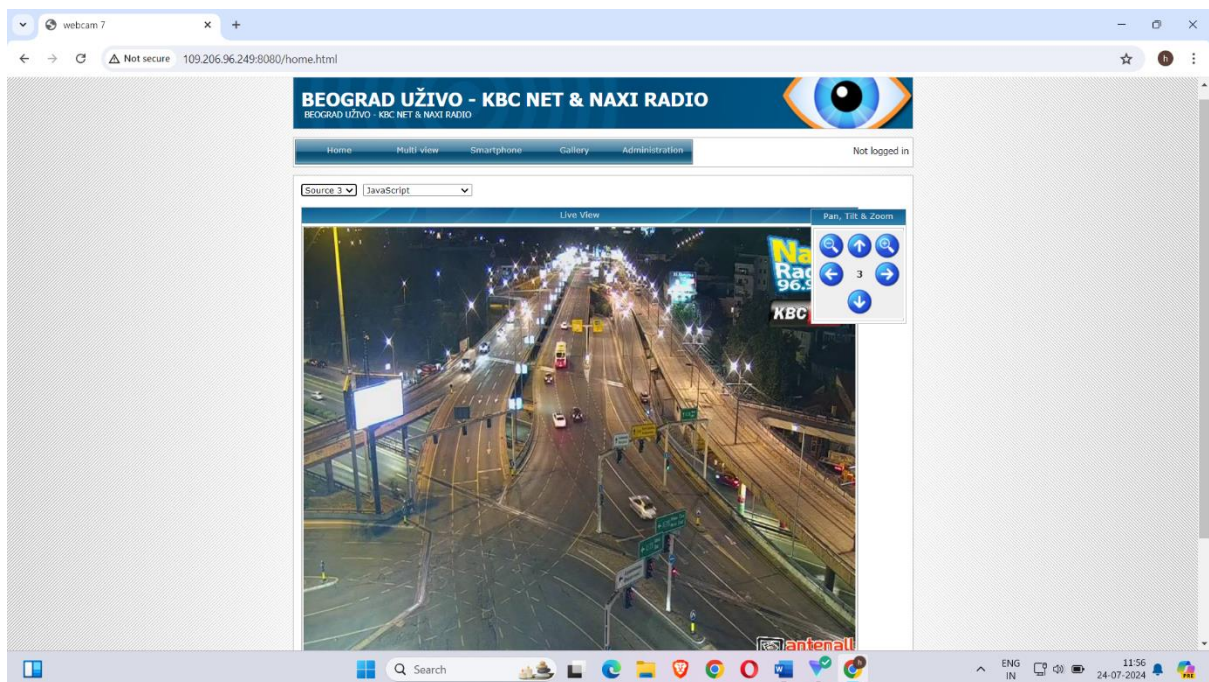 webcam 7
Not secure
109.206.96.249:8080/home.html
h
BEOGRAD UŽIVO - KBC NET & NAXI RADIO
BEOGRAD UŽIVO - KBC NET & NAXI RADIO
Home
Multi view
Smartphone
Gallery
Administration
Not logged in
Source 3
JavaScript
Live View
Pan, Tilt & Zoom
3
KBC
antenall
Search
ENG
IN
11:56
24-07-2024
PRE